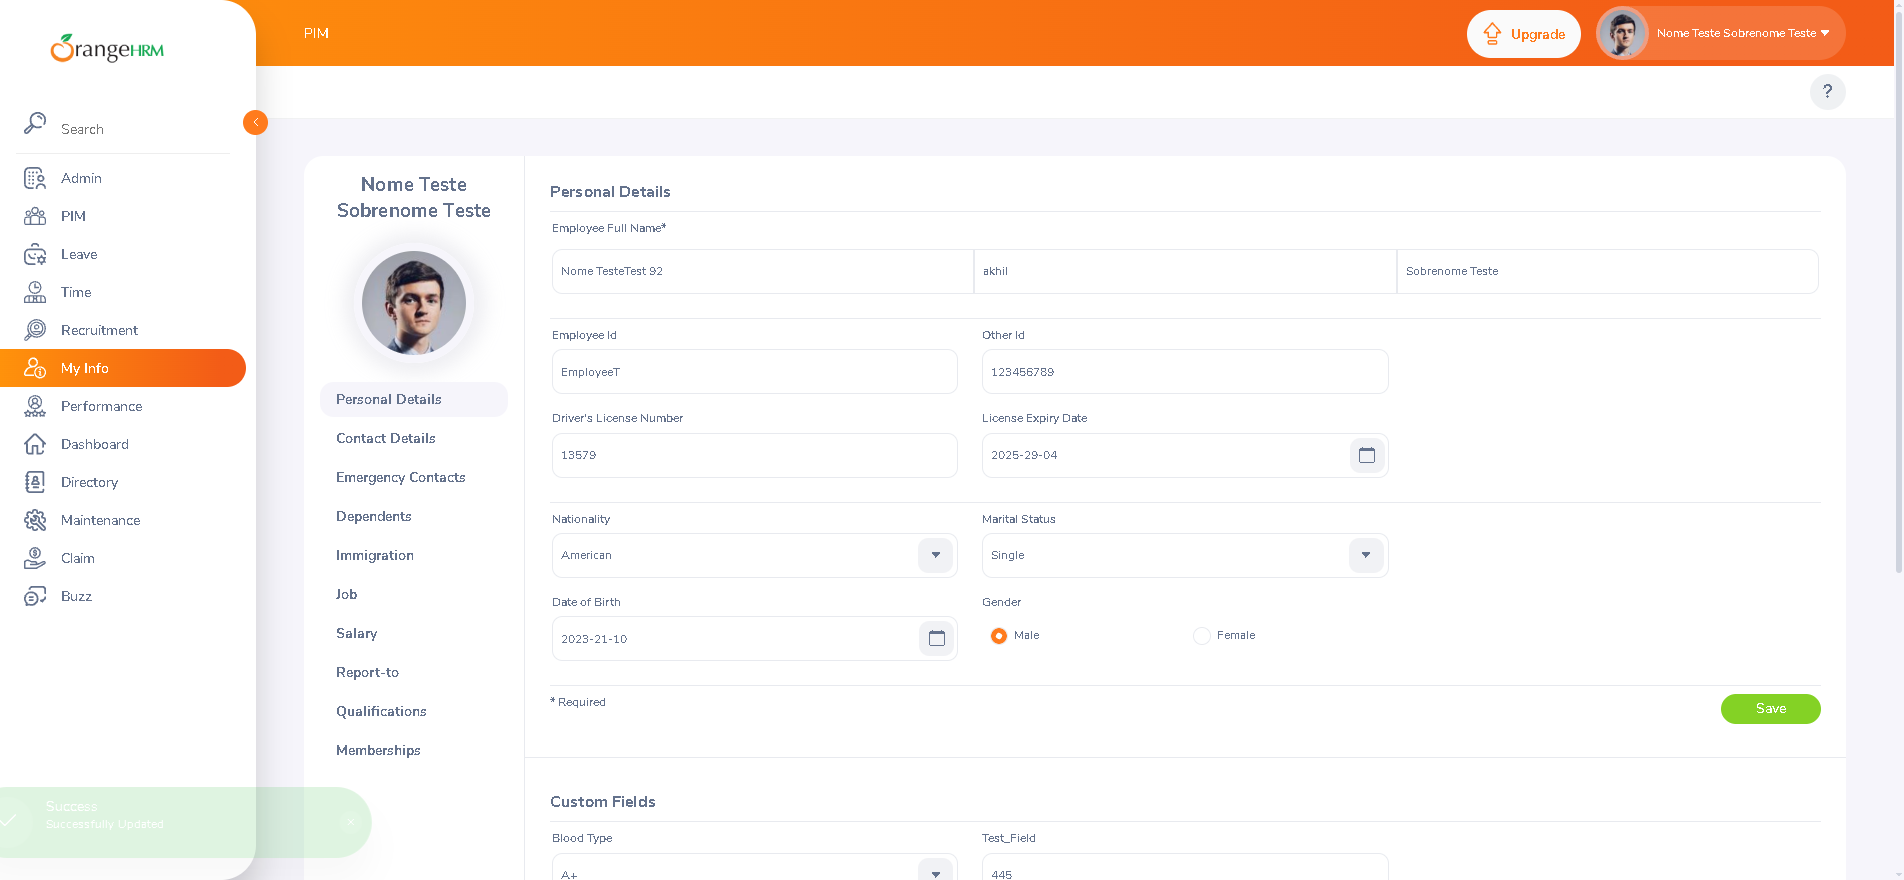 OrangeHRM
PIM
Upgrade
Nome Teste Sobrenome Teste
?
Search
Admin
PIM
Leave
Time
Recruitment
My Info
Performance
Dashboard
Directory
Maintenance
Claim
Buzz
Nome Teste
Sobrenome Teste
Personal Details
Contact Details
Emergency Contacts
Dependents
Immigration
Job
Salary
Report-to
Qualifications
Memberships
Personal Details
Employee Full Name*
Nome TesteTest 92 akhil Sobrenome Teste
Employee Id Other Id
EmployeeT 123456789
Driver's License Number License Expiry Date
13579 2025-29-04
Nationality Marital Status
American Single
Date of Birth Gender
2023-21-10 Male Female
* Required Save
Custom Fields
Blood Type Test_Field
A+ 445
Success
Successfully Updated